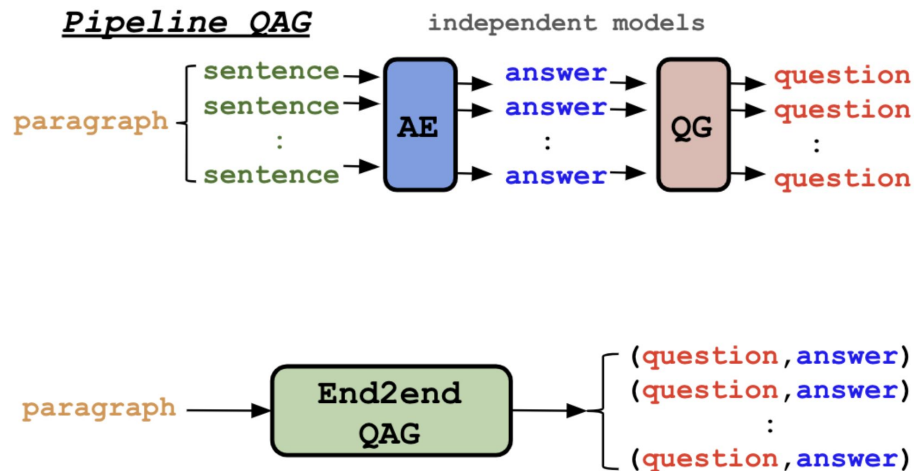 Pipeline QAG
independent models
sentence answer question
sentence answer question
paragraph AE QG
: : :
sentence answer question
(question,answer)
End2end (question,answer)
paragraph
QAG :
(question,answer)